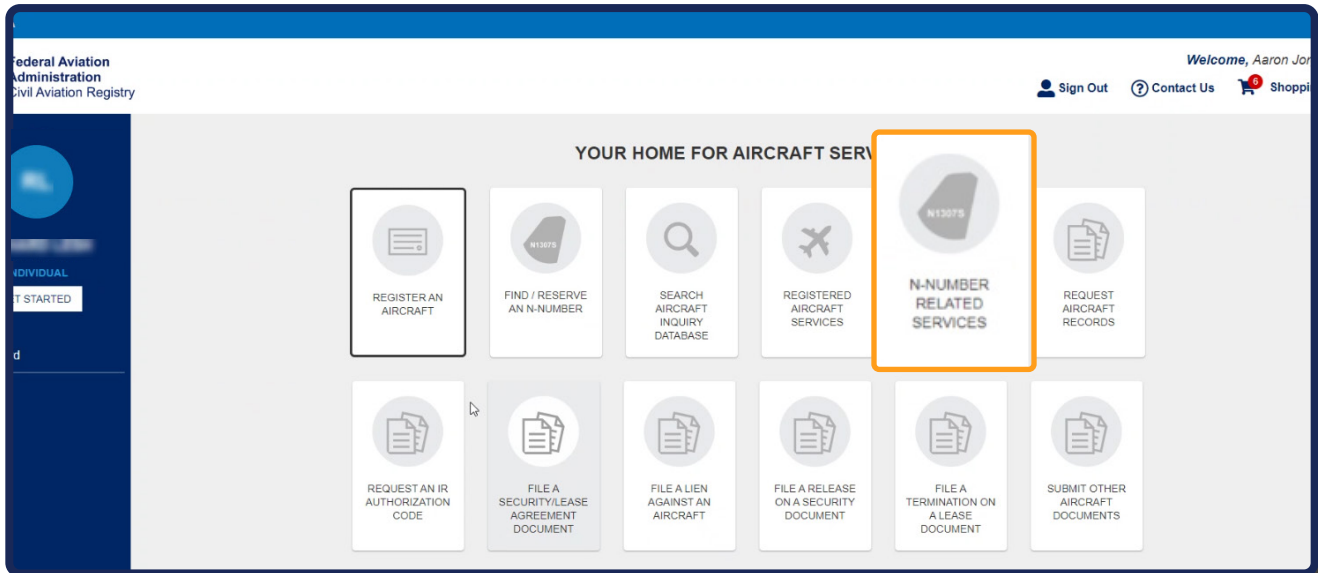 Federal Aviation
Administration
Civil Aviation Registry
Welcome, Aaron Jor
Sign Out
Contact Us
6
Shoppi
INDIVIDUAL
ET STARTED
d
YOUR HOME FOR AIRCRAFT SERV
REGISTER AN
AIRCRAFT
N1307S
FIND / RESERVE
AN N-NUMBER
SEARCH
AIRCRAFT
INQUIRY
DATABASE
REGISTERED
AIRCRAFT
SERVICES
N1307S
N-NUMBER
RELATED
SERVICES
REQUEST
AIRCRAFT
RECORDS
REQUEST AN IR
AUTHORIZATION
CODE
FILE A
SECURITY/LEASE
AGREEMENT
DOCUMENT
FILE A LIEN
AGAINST AN
AIRCRAFT
FILE A RELEASE
ON A SECURITY
DOCUMENT
FILE A
TERMINATION ON
A LEASE
DOCUMENT
SUBMIT OTHER
AIRCRAFT
DOCUMENTS